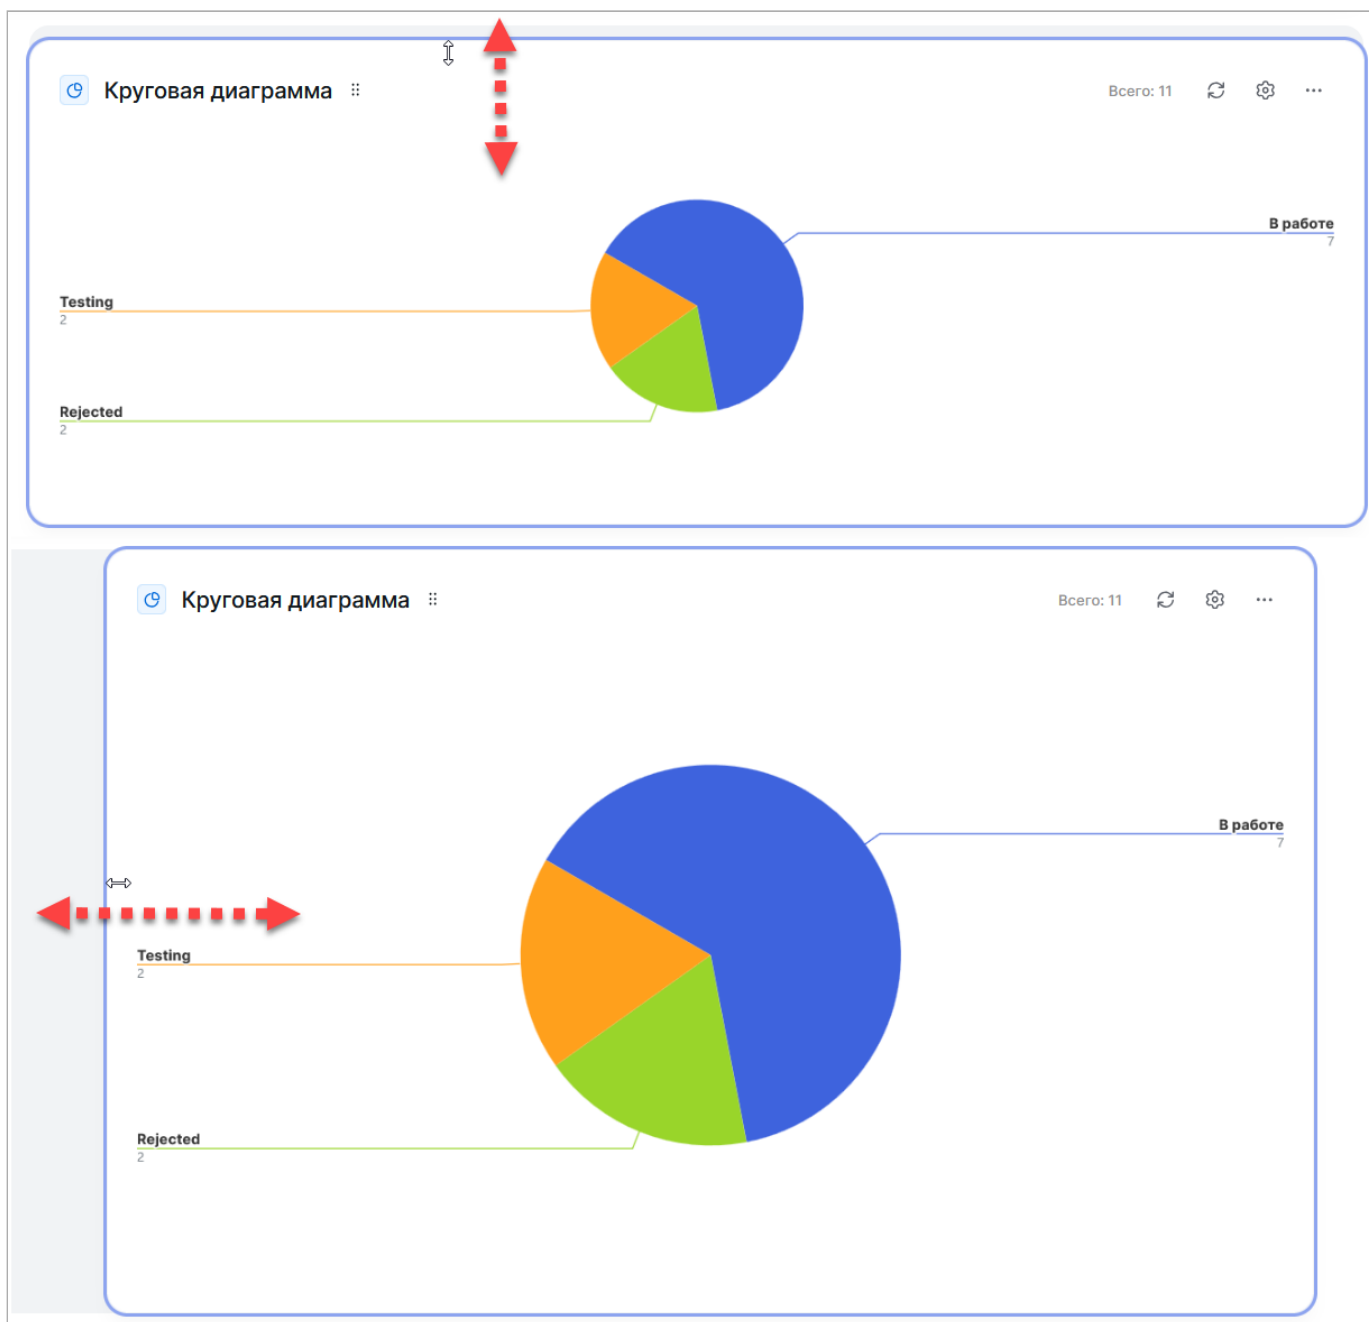 Круговая диаграмма
Всего: 11
В работе
7
Testing
2
Rejected
2
Круговая диаграмма
Всего: 11
В работе
7
Testing
2
Rejected
2